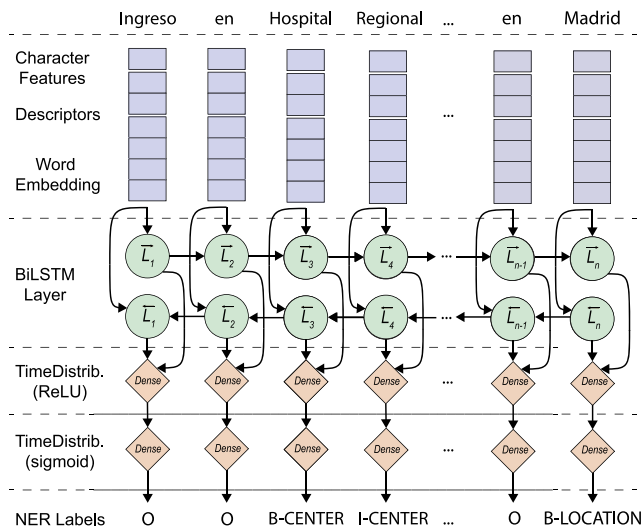 Ingreso en Hospital Regional ... en Madrid
Character
Features
Descriptors
...
Word
Embedding
BiLSTM
Layer
L1 L2 L3 L4 ... Ln-1 Ln
L1 L2 L3 L4 ... Ln-1 Ln
TimeDistrib.
(ReLU)
Dense Dense Dense Dense ... Dense Dense
TimeDistrib.
(sigmoid)
Dense Dense Dense Dense ... Dense Dense
NER Labels O O B-CENTER I-CENTER ... O B-LOCATION